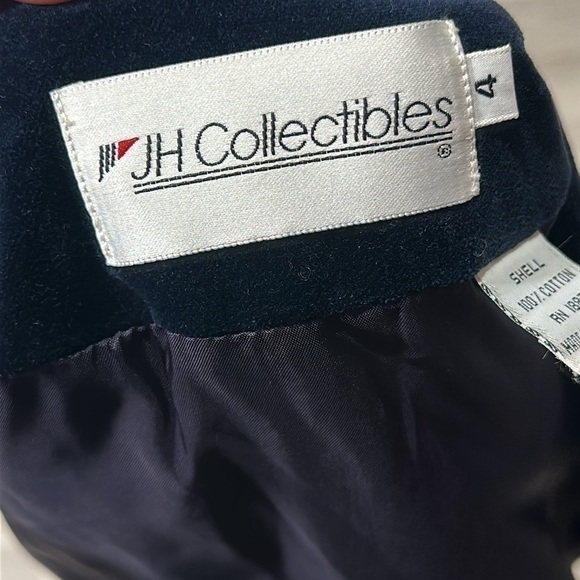 JH Collectibles
®
4
SHELL
100% COTTON
RN